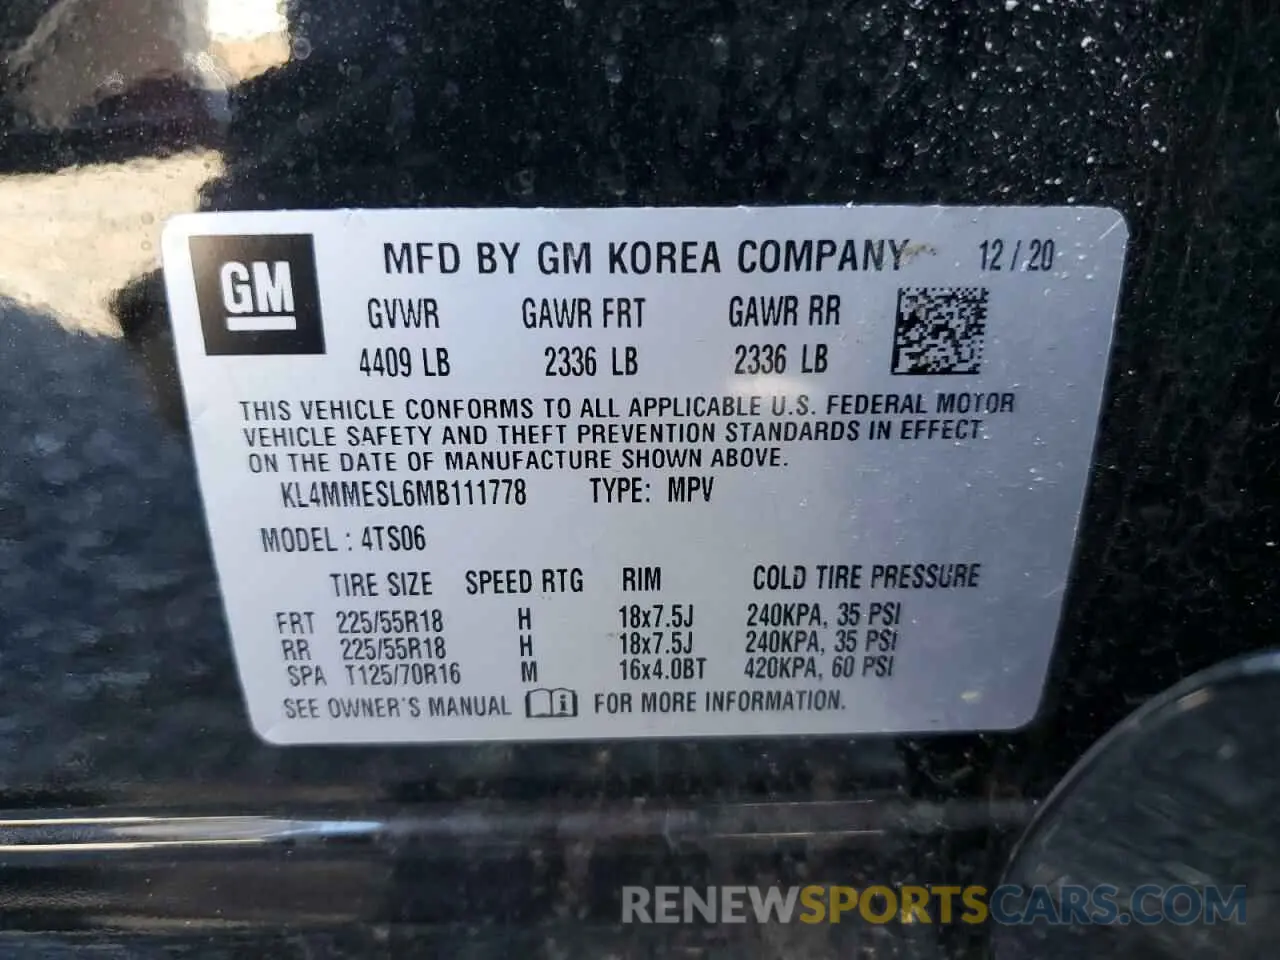 GM
MFD BY GM KOREA COMPANY 12/20
GVWR GAWR FRT GAWR RR
4409 LB 2336 LB 2336 LB
THIS VEHICLE CONFORMS TO ALL APPLICABLE U.S. FEDERAL MOTOR
VEHICLE SAFETY AND THEFT PREVENTION STANDARDS IN EFFECT
ON THE DATE OF MANUFACTURE SHOWN ABOVE.
KL4MMESL6MB111778 TYPE: MPV
MODEL : 4TS06
TIRE SIZE SPEED RTG RIM COLD TIRE PRESSURE
FRT 225/55R18 H 18x7.5J 240KPA, 35 PSI
RR 225/55R18 H 18x7.5J 240KPA, 35 PSI
SPA T125/70R16 M 16x4.0BT 420KPA, 60 PSI
SEE OWNER'S MANUAL i FOR MORE INFORMATION.
RENEWSPORTSCARS.COM